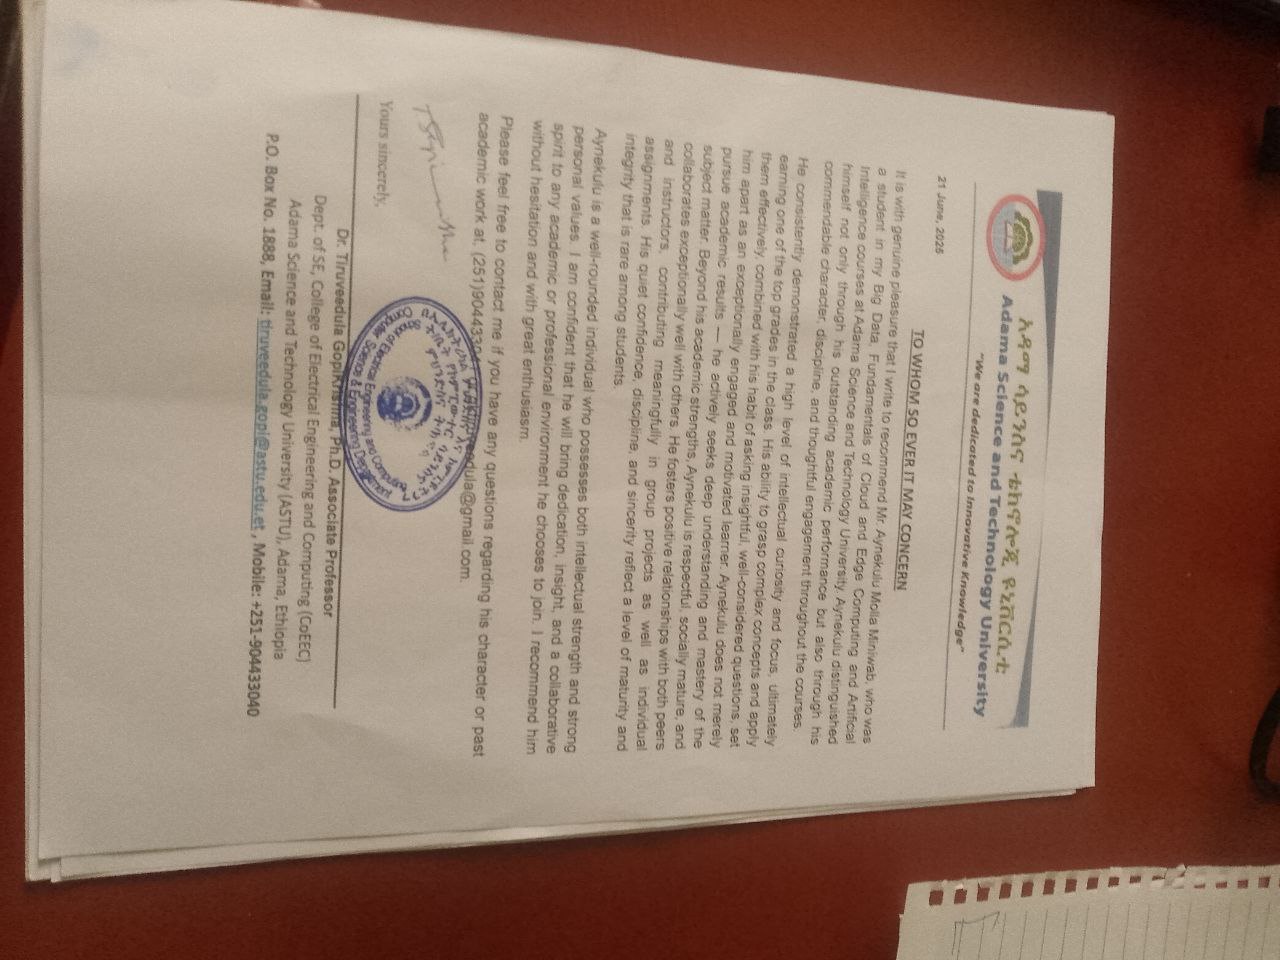 አዳማ ሳይንስና ቴክኖሎጂ ዩኒቨርሲቲ
Adama Science and Technology University
"We are dedicated to Innovative Knowledge"
21 June, 2025
TO WHOM SO EVER IT MAY CONCERN
It is with genuine pleasure that I write to recommend Mr. Aynekulu Molla Miniwab, who was
a student in my Big Data, Fundamentals of Cloud and Edge Computing and Artificial
Intelligence courses at Adama Science and Technology University. Aynekulu distinguished
himself not only through his outstanding academic performance but also through his
commendable character, discipline, and thoughtful engagement throughout the courses.
He consistently demonstrated a high level of intellectual curiosity and focus, ultimately
earning one of the top grades in the class. His ability to grasp complex concepts and apply
them effectively, combined with his habit of asking insightful, well-considered questions, set
him apart as an exceptionally engaged and motivated learner. Aynekulu does not merely
pursue academic results — he actively seeks deep understanding and mastery of the
subject matter. Beyond his academic strengths, Aynekulu is respectful, socially mature, and
collaborates exceptionally well with others. He fosters positive relationships with both peers
and instructors, contributing meaningfully in group projects as well as individual
assignments. His quiet confidence, discipline, and sincerity reflect a level of maturity and
integrity that is rare among students.
Aynekulu is a well-rounded individual who possesses both intellectual strength and strong
personal values. I am confident that he will bring dedication, insight, and a collaborative
spirit to any academic or professional environment he chooses to join. I recommend him
without hesitation and with great enthusiasm.
Please feel free to contact me if you have any questions regarding his character or past
academic work at, (251)90443304 @gmail.com.
Yours sincerely,
School of Electrical Engineering and Computing
Computer Science & Engineering
Dr. Tiruveedula GopiKrishna, Ph.D. Associate Professor
Dept. of SE, College of Electrical Engineering and Computing (CoEEC)
Adama Science and Technology University (ASTU), Adama, Ethiopia
P.O. Box No. 1888, Email: tiruveedula.gopi@astu.edu.et , Mobile: +251-904433040